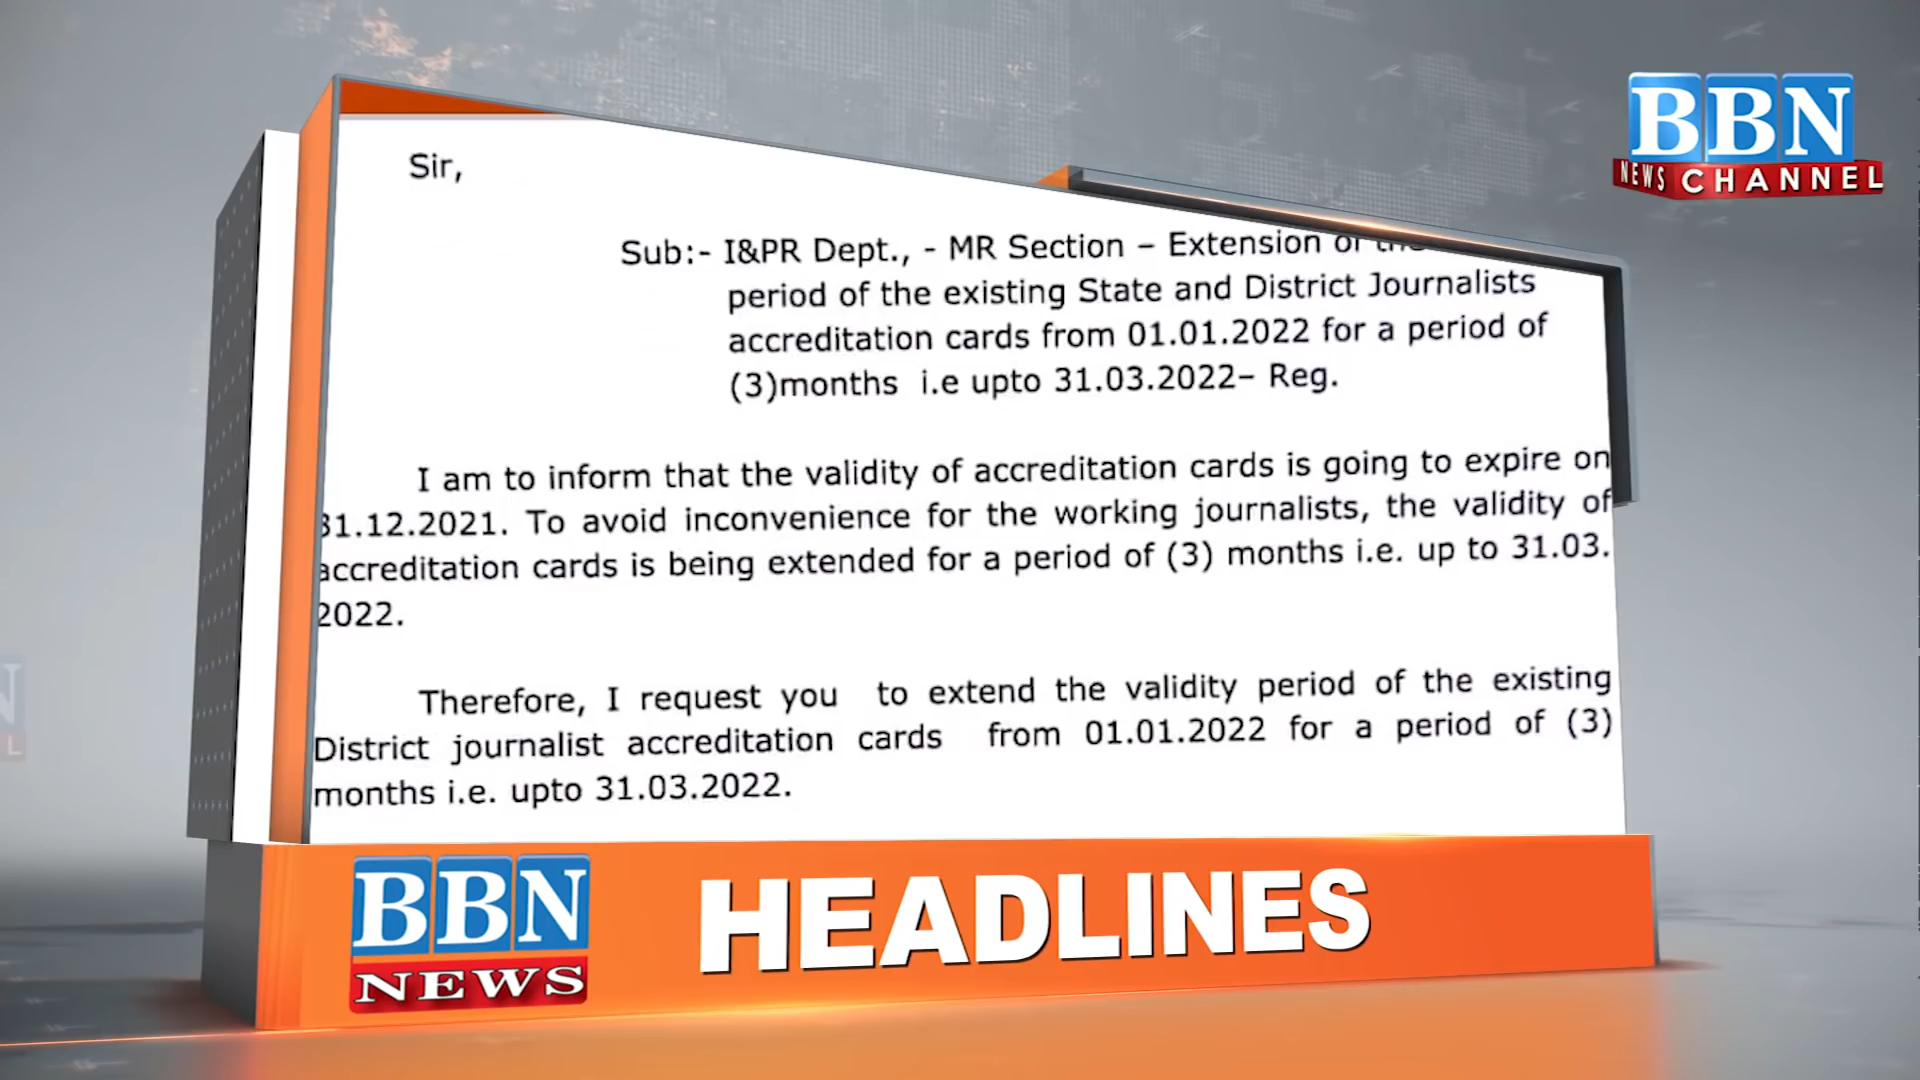 BBN
NEWS CHANNEL
Sir,
Sub:- I&PR Dept., - MR Section – Extension of the
period of the existing State and District Journalists
accreditation cards from 01.01.2022 for a period of
(3)months i.e upto 31.03.2022– Reg.
I am to inform that the validity of accreditation cards is going to expire on
31.12.2021. To avoid inconvenience for the working journalists, the validity of
accreditation cards is being extended for a period of (3) months i.e. up to 31.03.
2022.
Therefore, I request you to extend the validity period of the existing
District journalist accreditation cards from 01.01.2022 for a period of (3)
months i.e. upto 31.03.2022.
BBN
NEWS
HEADLINES